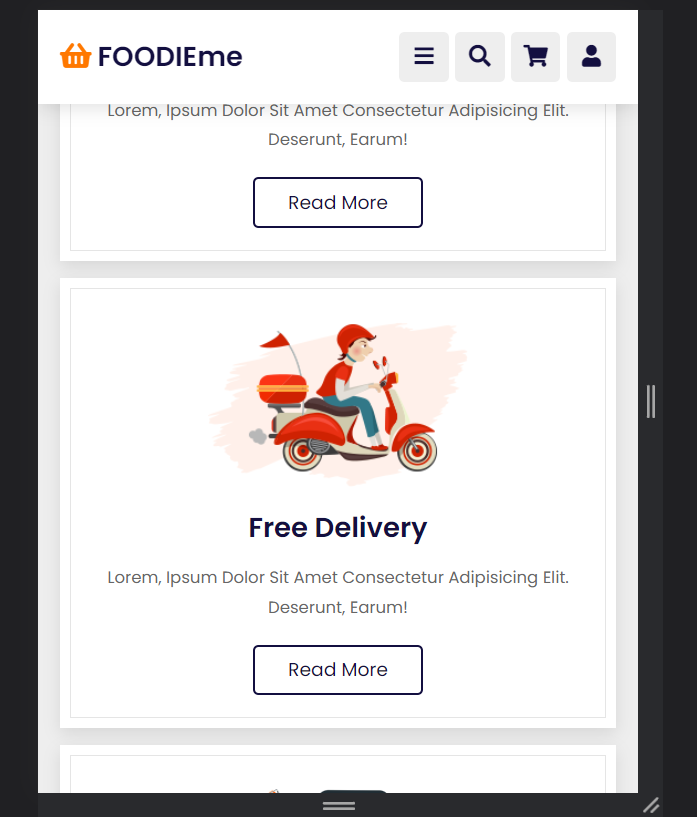 FOODIEme
Lorem, Ipsum Dolor Sit Amet Consectetur Adipisicing Elit.
Deserunt, Earum!
Read More
Free Delivery
Lorem, Ipsum Dolor Sit Amet Consectetur Adipisicing Elit.
Deserunt, Earum!
Read More